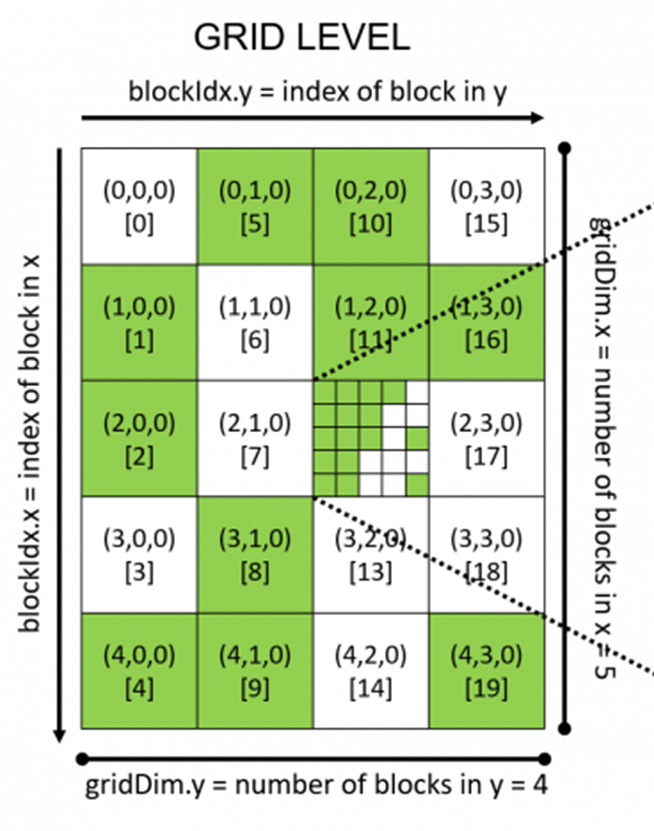 GRID LEVEL
blockIdx.y = index of block in y
blockIdx.x = index of block in x
(0,0,0) (0,1,0) (0,2,0) (0,3,0)
[0] [5] [10] [15]
(1,0,0) (1,1,0) (1,2,0) (1,3,0)
[1] [6] [11] [16]
(2,0,0) (2,1,0) (2,3,0)
[2] [7] [17]
(3,0,0) (3,1,0) (3,2,0) (3,3,0)
[3] [8] [13] [18]
(4,0,0) (4,1,0) (4,2,0) (4,3,0)
[4] [9] [14] [19]
gridDim.x = number of blocks in x = 5
gridDim.y = number of blocks in y = 4